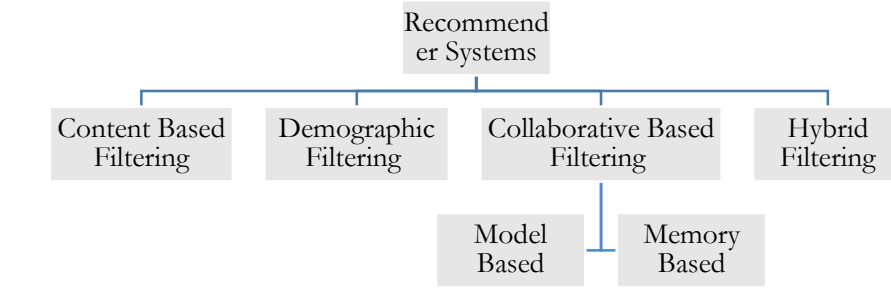 Recommend
er Systems
Content Based
Filtering
Demographic
Filtering
Collaborative Based
Filtering
Hybrid
Filtering
Model
Based
Memory
Based